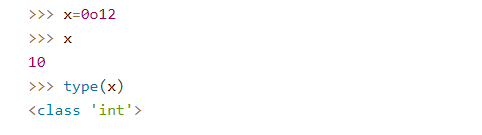 >>> x=0o12
>>> x
10
>>> type(x)
<class 'int'>